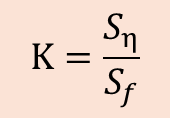 K = S_η / S_f